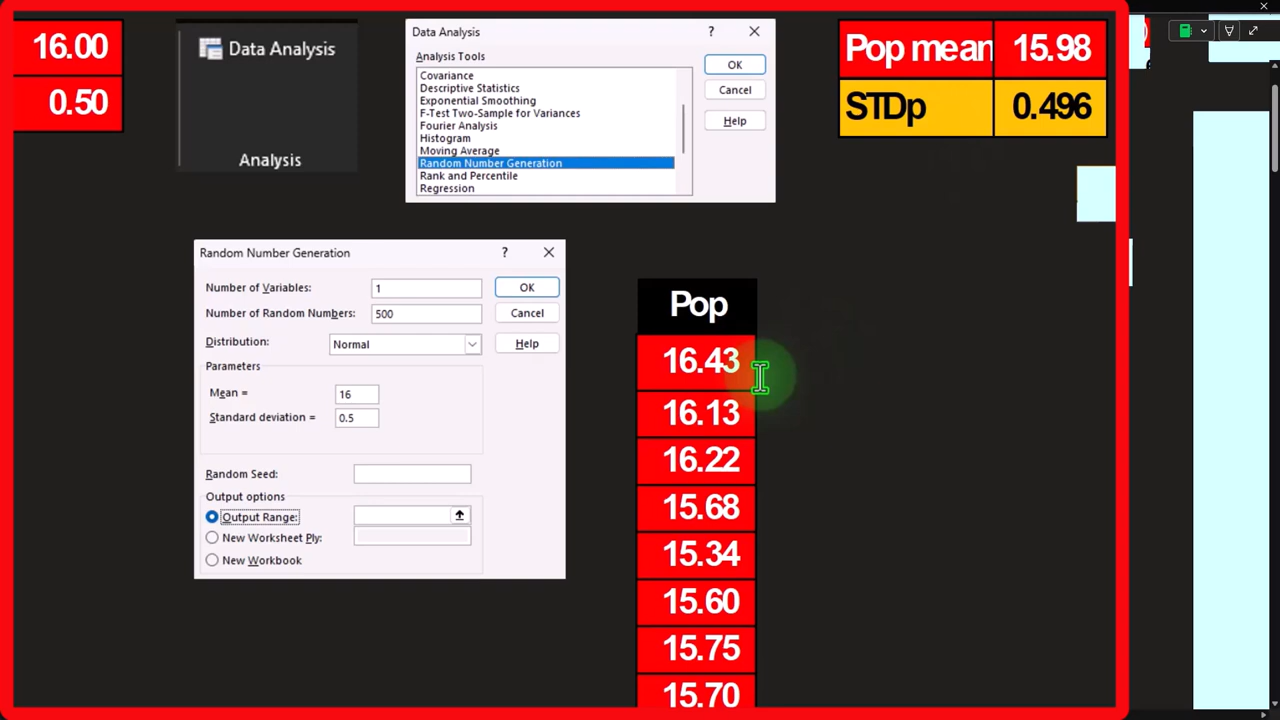 16.00
0.50
Data Analysis
Analysis
Data Analysis
?
Analysis Tools
Covariance
Descriptive Statistics
Exponential Smoothing
F-Test Two-Sample for Variances
Fourier Analysis
Histogram
Moving Average
Random Number Generation
Rank and Percentile
Regression
OK
Cancel
Help
Pop mean 15.98
STDp 0.496
Random Number Generation
?
Number of Variables: 1
Number of Random Numbers: 500
Distribution: Normal
Parameters
Mean = 16
Standard deviation = 0.5
Random Seed:
Output options
Output Range:
New Worksheet Ply:
New Workbook
OK
Cancel
Help
Pop
16.43
16.13
16.22
15.68
15.34
15.60
15.75
15.70